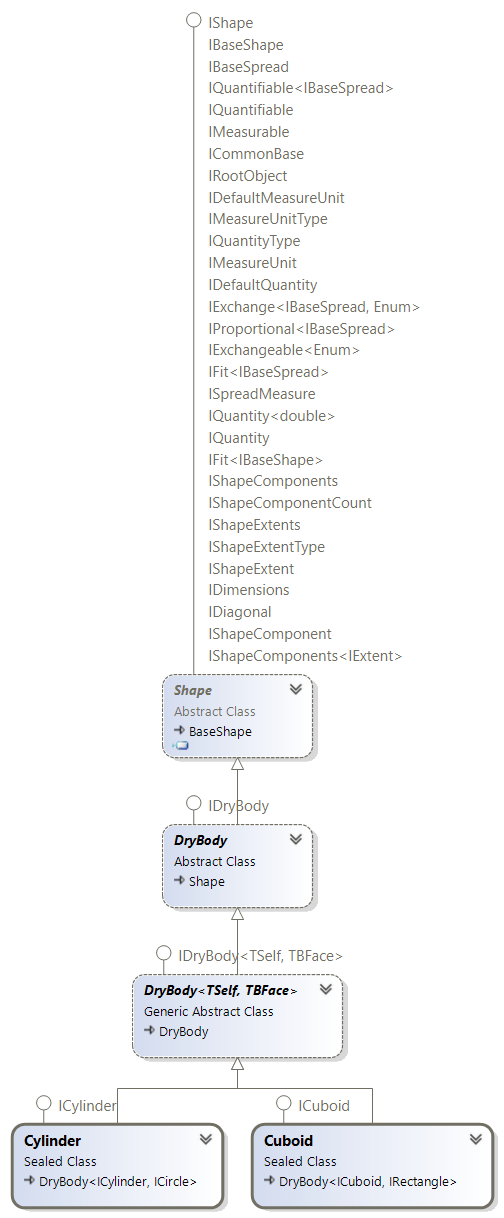 IShape
IBaseShape
IBaseSpread
IQuantifiable<IBaseSpread>
IQuantifiable
IMeasurable
ICommonBase
IRootObject
IDefaultMeasureUnit
IMeasureUnitType
IQuantityType
IMeasureUnit
IDefaultQuantity
IExchange<IBaseSpread, Enum>
IProportional<IBaseSpread>
IExchangeable<Enum>
IFit<IBaseSpread>
ISpreadMeasure
IQuantity<double>
IQuantity
IFit<IBaseShape>
IShapeComponents
IShapeComponentCount
IShapeExtents
IShapeExtentType
IShapeExtent
IDimensions
IDiagonal
IShapeComponent
IShapeComponents<IExtent>
Shape
Abstract Class
BaseShape
IDryBody
DryBody
Abstract Class
Shape
IDryBody<TSelf, TBFace>
DryBody<TSelf, TBFace>
Generic Abstract Class
DryBody
ICylinder
Cylinder
Sealed Class
DryBody<ICylinder, ICircle>
ICuboid
Cuboid
Sealed Class
DryBody<ICuboid, IRectangle>